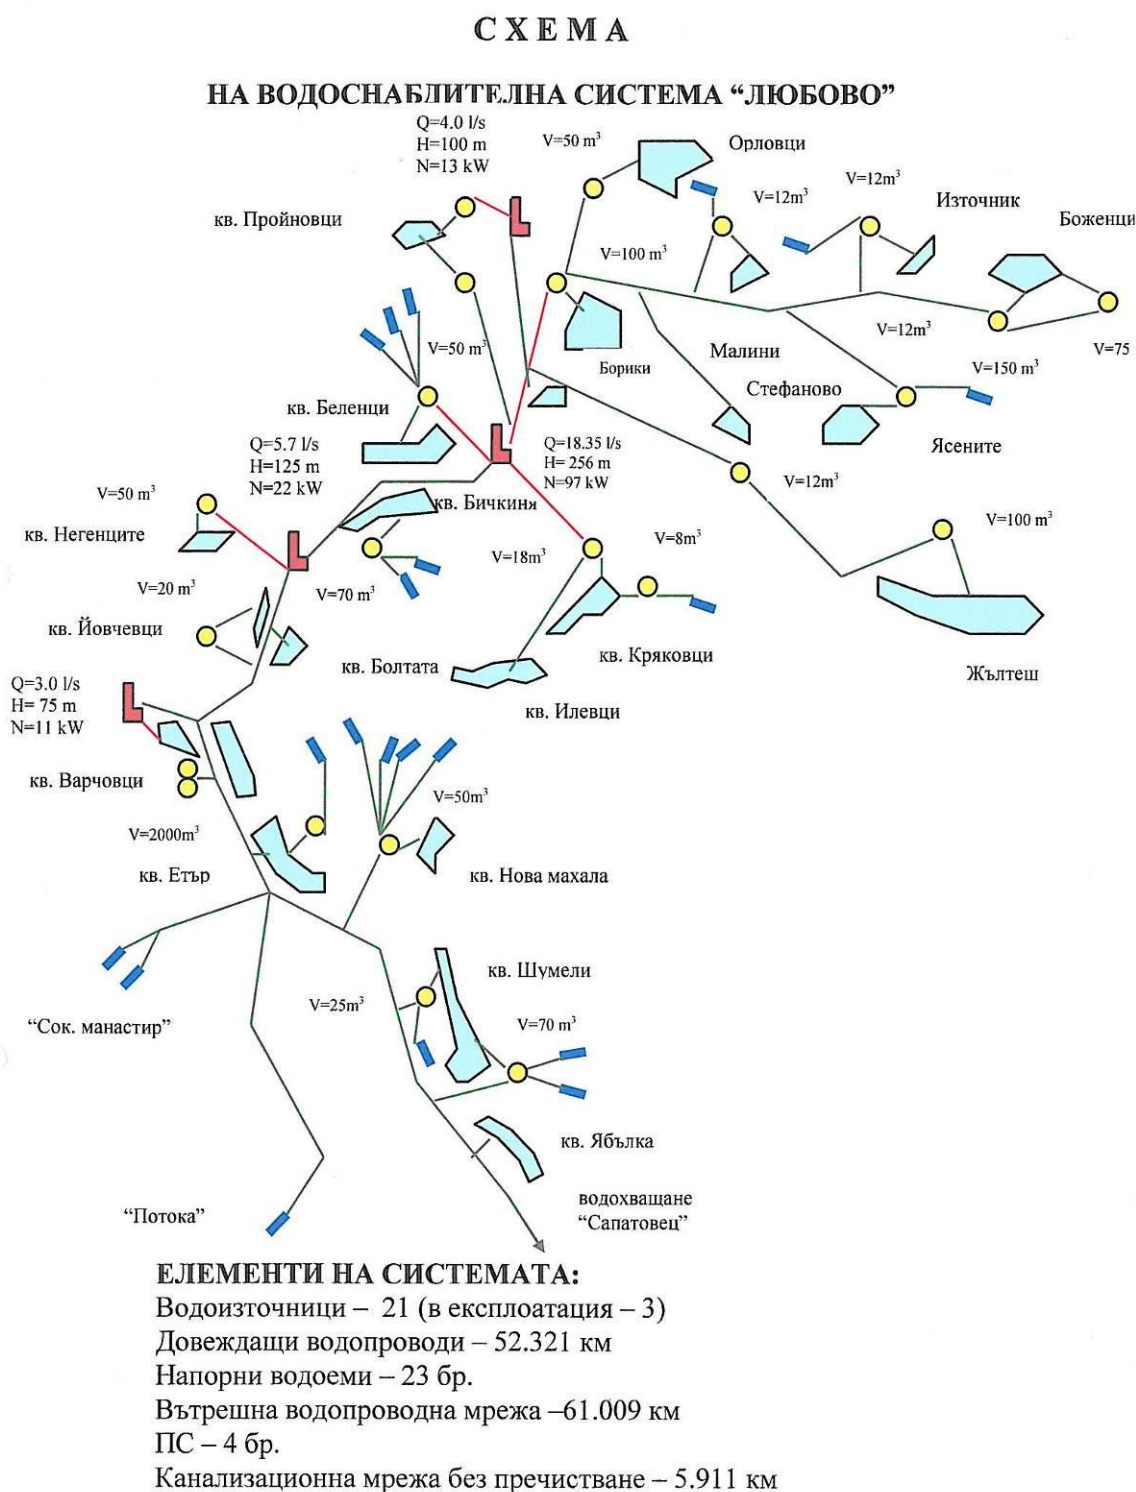 СХЕМА
НА ВОДОСНАБДИТЕЛНА СИСТЕМА “ЛЮБОВО”
Q=4.0 l/s
H=100 m
N=13 kW
V=50 m³
Орловци
V=12m³
V=12m³
Източник
Боженци
кв. Пройновци
V=100 m³
V=50 m³
Борики
Малини
V=12m³
V=75
V=150 m³
Стефаново
Ясените
кв. Беленци
Q=5.7 l/s
H=125 m
N=22 kW
Q=18.35 l/s
H= 256 m
N=97 kW
V=12m³
V=50 m³
кв. Бичкиня
V=100 m³
кв. Негенците
V=18m³
V=8m³
V=20 m³
V=70 m³
кв. Йовчевци
кв. Болтата
кв. Кряковци
Жълтеш
Q=3.0 l/s
H= 75 m
N=11 kW
кв. Илевци
кв. Варчовци
V=50m³
V=2000m³
кв. Етър
кв. Нова махала
кв. Шумели
V=25m³
V=70 m³
“Сок. манастир”
кв. Ябълка
“Потока”
водохващане
“Сапатовец”
ЕЛЕМЕНТИ НА СИСТЕМАТА:
Водоизточници – 21 (в експлоатация – 3)
Довеждащи водопроводи – 52.321 км
Напорни водоеми – 23 бр.
Вътрешна водопроводна мрежа –61.009 км
ПС – 4 бр.
Канализационна мрежа без пречистване – 5.911 км